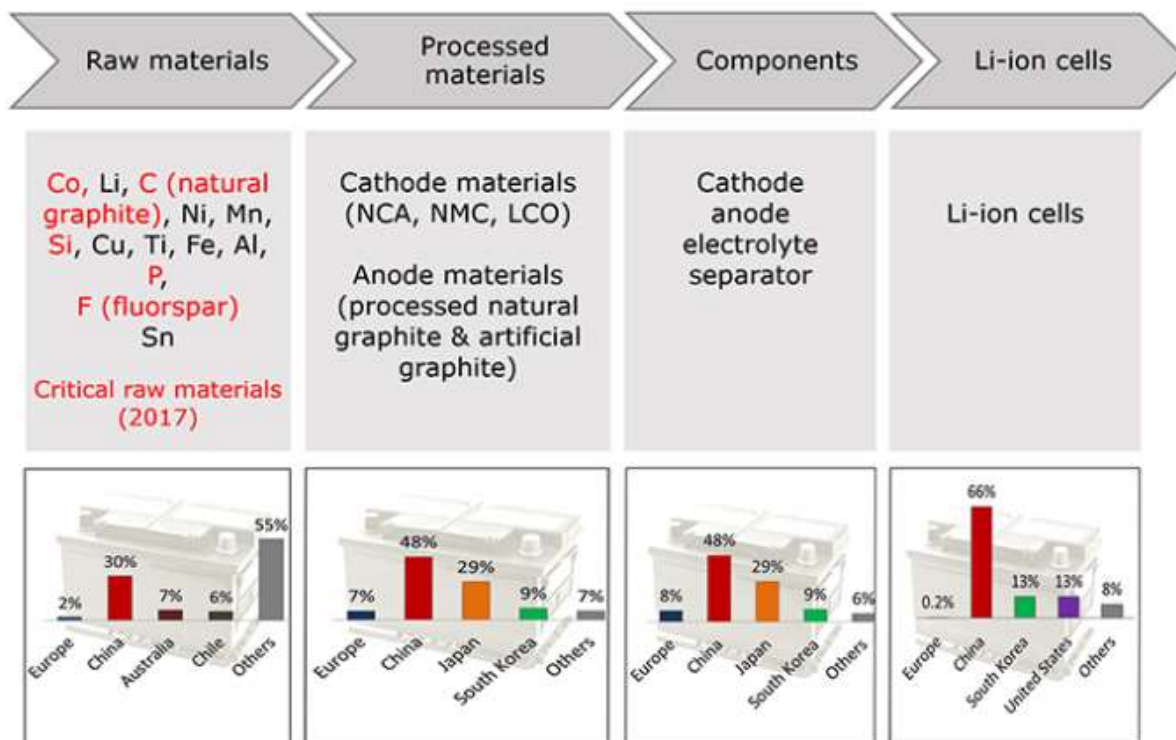 Raw materials
Processed
materials
Components
Li-ion cells
Co, Li, C (natural
graphite), Ni, Mn,
Si, Cu, Ti, Fe, Al,
P,
F (fluorspar)
Sn
Critical raw materials
(2017)
Cathode materials
(NCA, NMC, LCO)
Anode materials
(processed natural
graphite & artificial
graphite)
Cathode
anode
electrolyte
separator
Li-ion cells
2%
30%
7%
6%
55%
Europe
China
Australia
Chile
Others
7%
48%
29%
9%
7%
Europe
China
Japan
South Korea
Others
8%
48%
29%
9%
6%
Europe
China
Japan
South Korea
Others
0.2%
66%
13%
13%
8%
Europe
China
South Korea
United States
Others